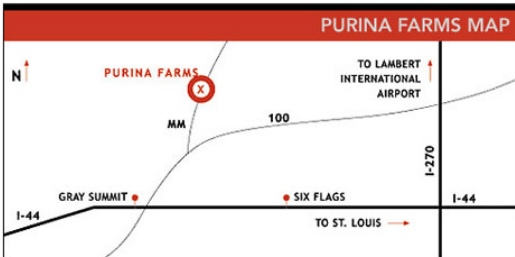 PURINA FARMS MAP
N
PURINA FARMS
X
TO LAMBERT
INTERNATIONAL
AIRPORT
MM
100
I-270
GRAY SUMMIT
SIX FLAGS
I-44
I-44
TO ST. LOUIS